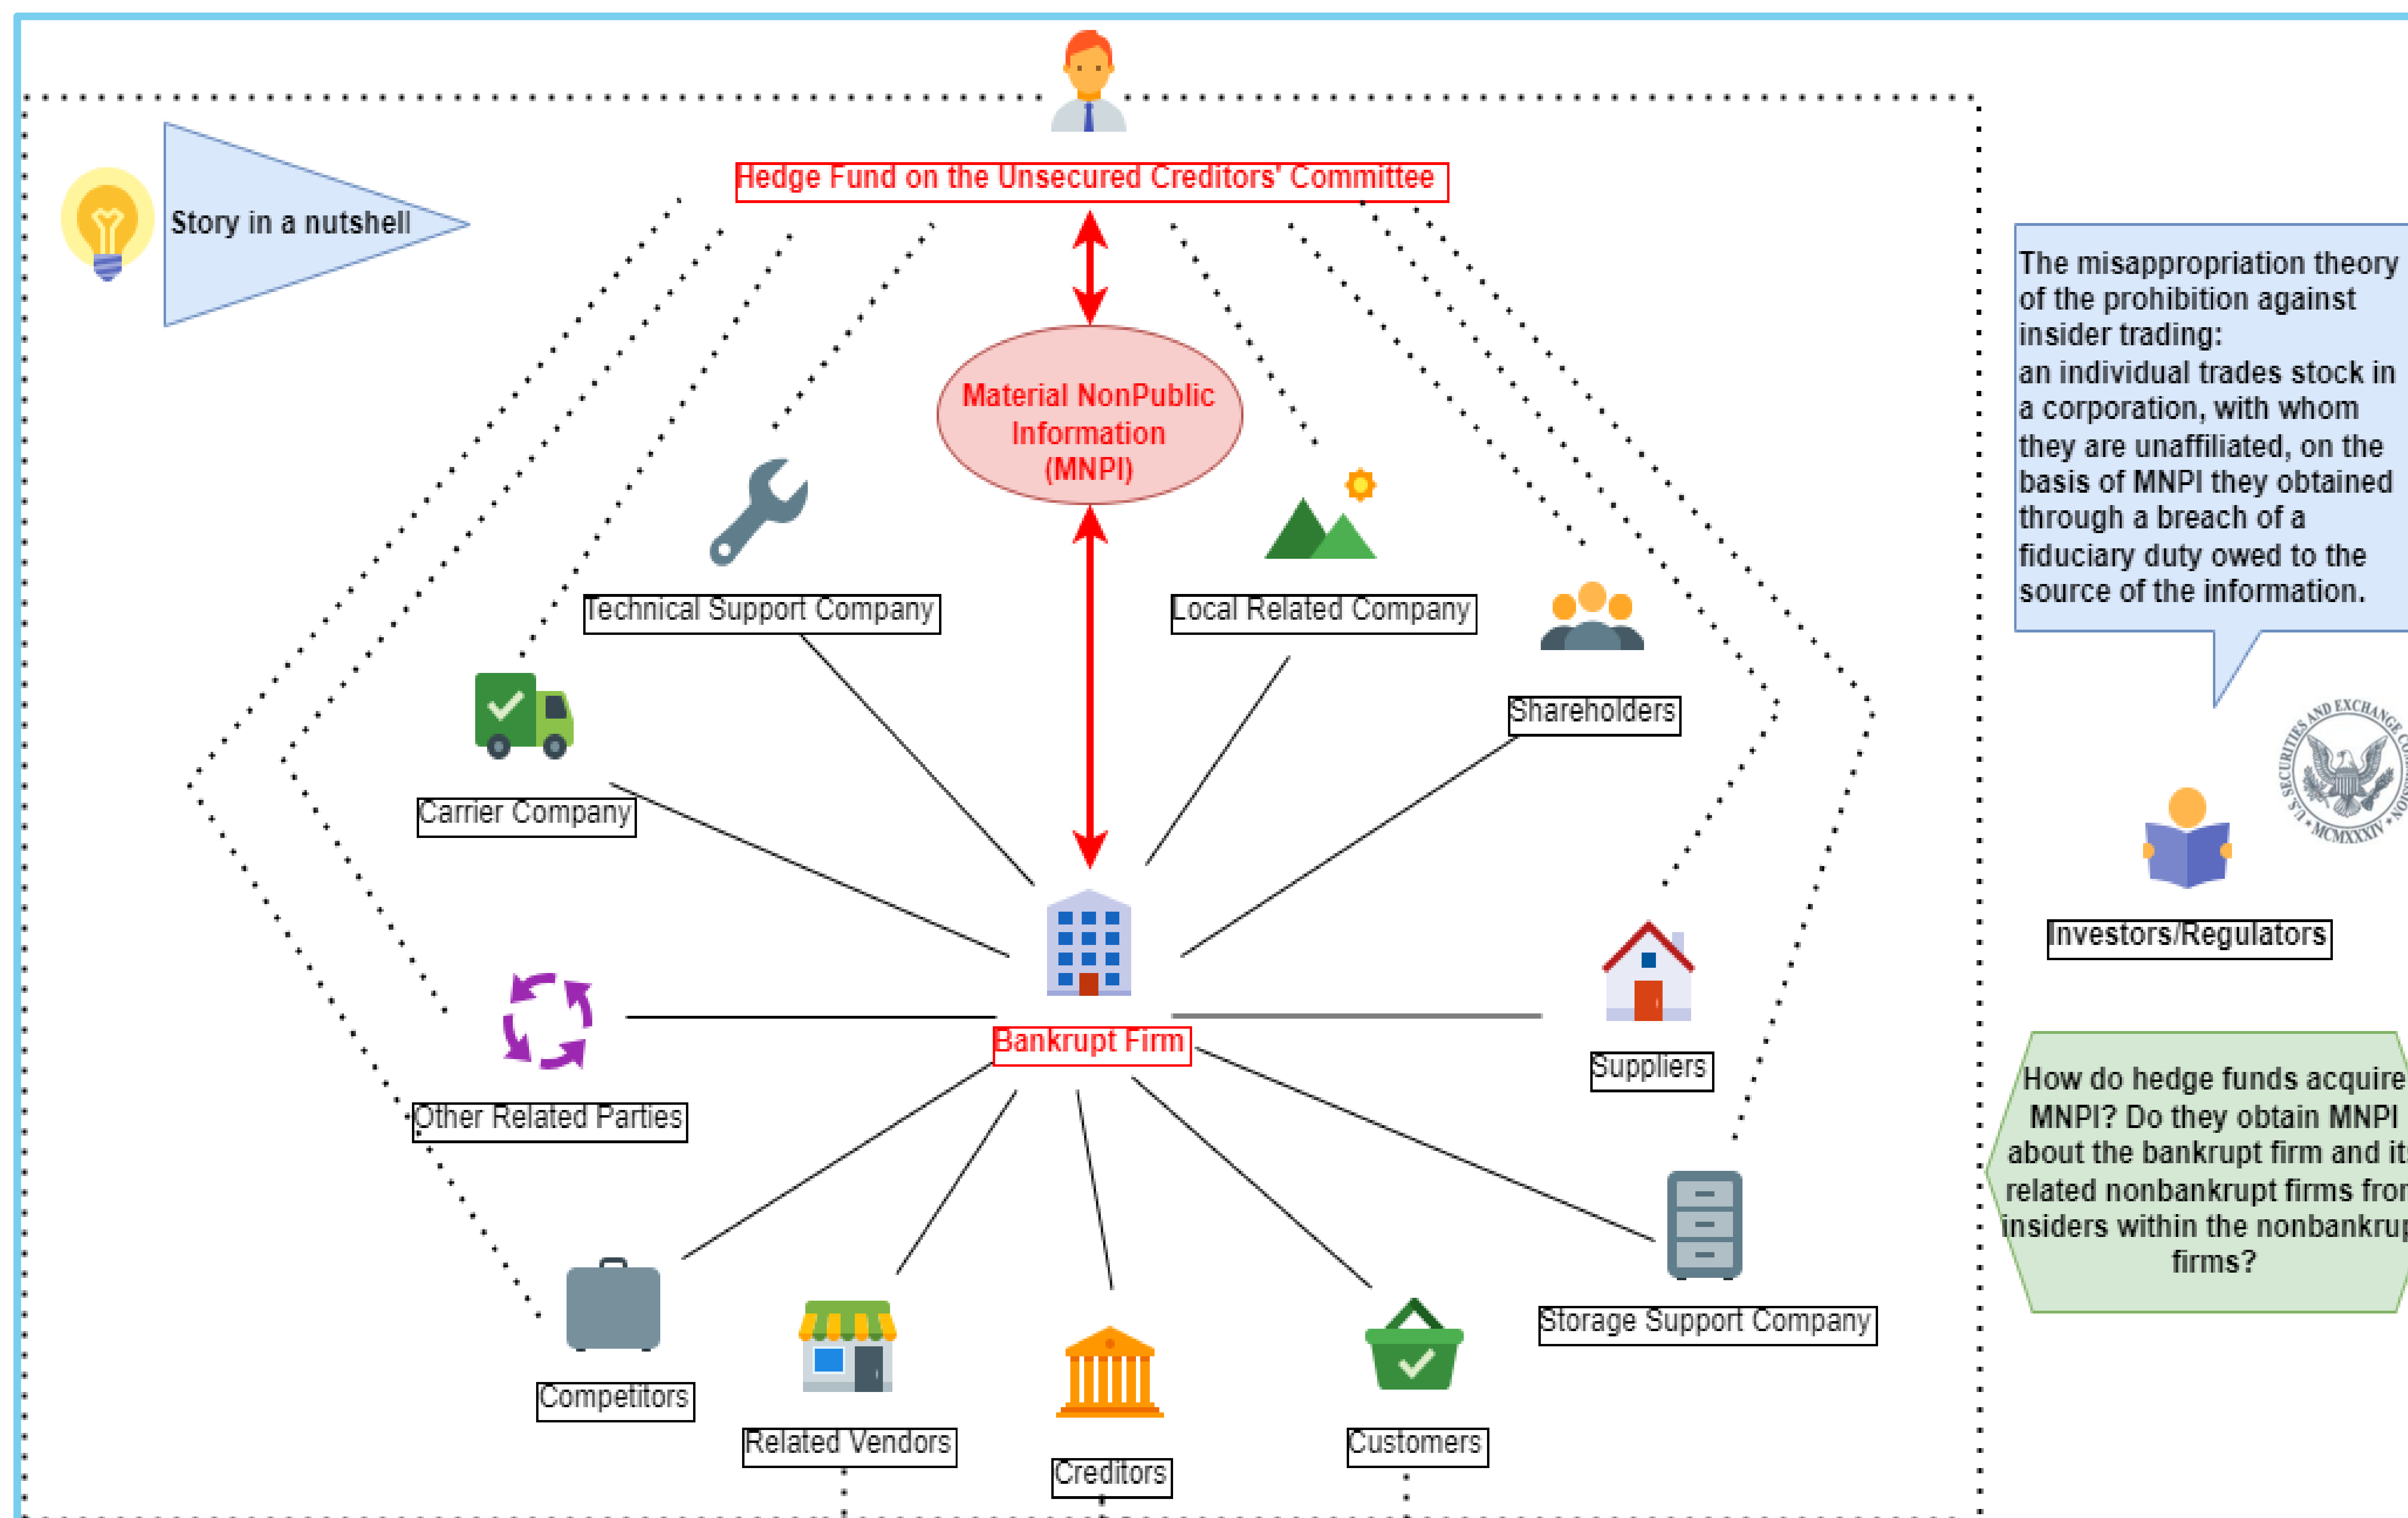 Hedge Fund on the Unsecured Creditors' Committee
Story in a nutshell
Material NonPublic
Information
(MNPI)
Technical Support Company
Local Related Company
Shareholders
Carrier Company
Bankrupt Firm
Suppliers
Other Related Parties
Storage Support Company
Competitors
Related Vendors
Creditors
Customers
The misappropriation theory
of the prohibition against
insider trading:
an individual trades stock in
a corporation, with whom
they are unaffiliated, on the
basis of MNPI they obtained
through a breach of a
fiduciary duty owed to the
source of the information.
U.S. SECURITIES AND EXCHANGE
MCMXXXIV
Investors/Regulators
How do hedge funds acquire
MNPI? Do they obtain MNPI
about the bankrupt firm and
related nonbankrupt firms
insiders within the
firms?